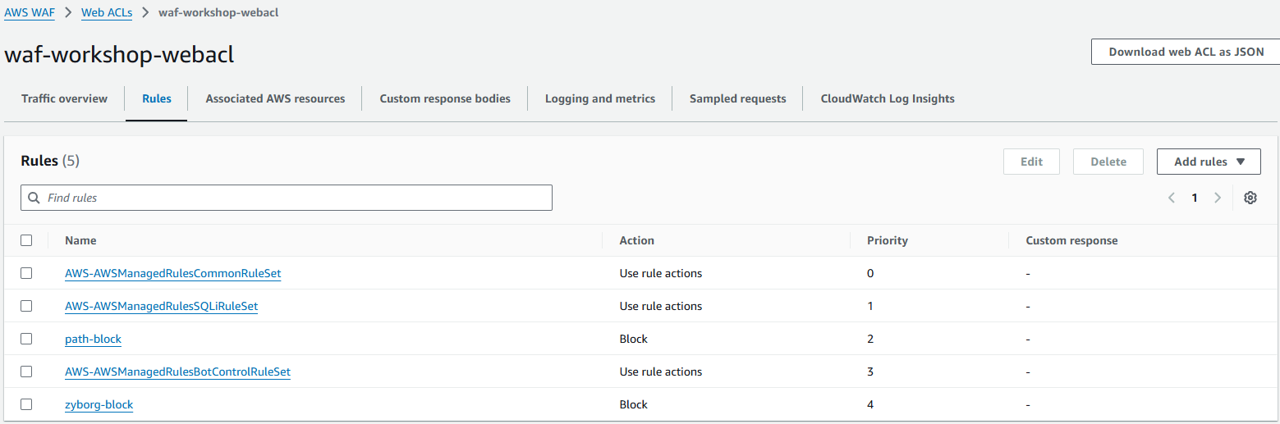 AWS WAF > Web ACLs > waf-workshop-webacl
waf-workshop-webacl
Download web ACL as JSON
Traffic overview Rules Associated AWS resources Custom response bodies Logging and metrics Sampled requests CloudWatch Log Insights
Rules (5)
Edit Delete Add rules
Find rules
1
Name Action Priority Custom response
AWS-AWSManagedRulesCommonRuleSet Use rule actions 0 -
AWS-AWSManagedRulesSQLiRuleSet Use rule actions 1 -
path-block Block 2 -
AWS-AWSManagedRulesBotControlRuleSet Use rule actions 3 -
zyborg-block Block 4 -